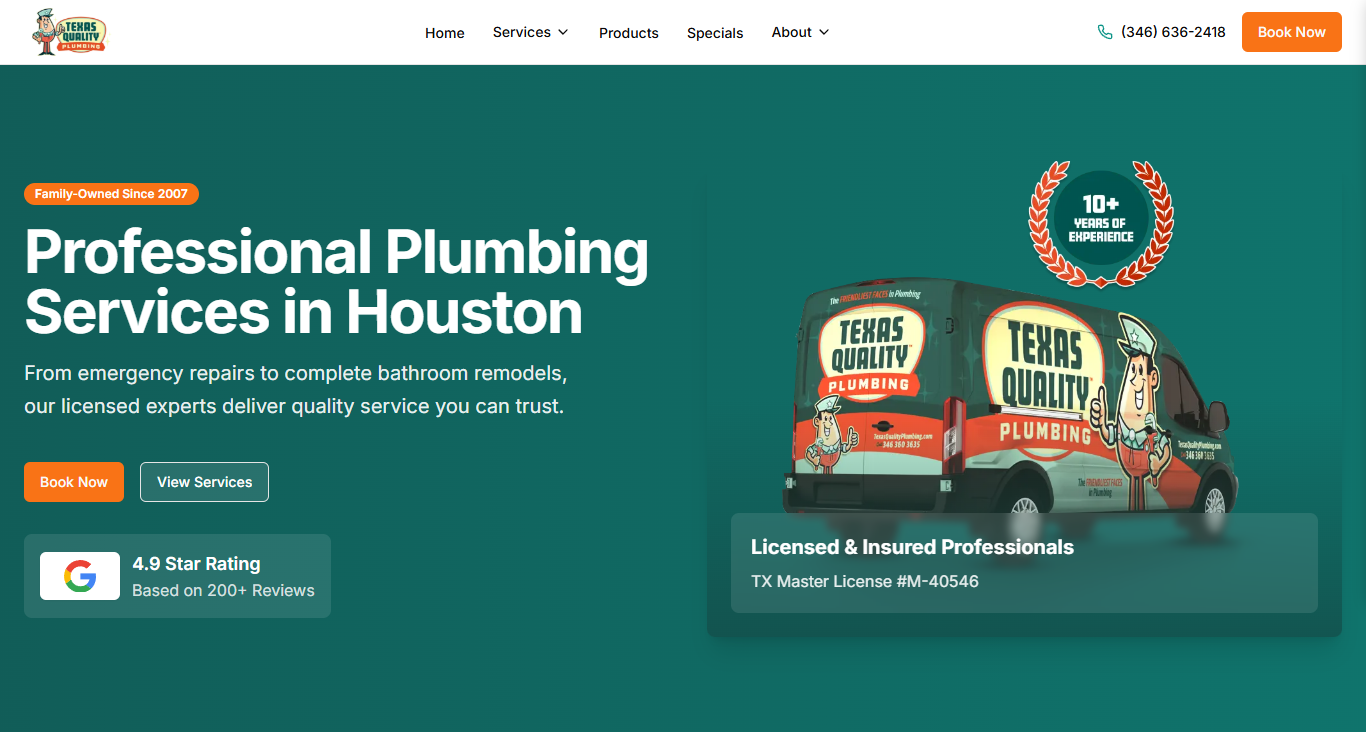 TEXAS
QUALITY
PLUMBING
Home
Services
Products
Specials
About
(346) 636-2418
Book Now
Family-Owned Since 2007
Professional Plumbing
Services in Houston
From emergency repairs to complete bathroom remodels,
our licensed experts deliver quality service you can trust.
Book Now
View Services
G
4.9 Star Rating
Based on 200+ Reviews
10+
YEARS OF
EXPERIENCE
The FRIENDLIEST FACES in Plumbing
TEXAS
QUALITY
PLUMBING
TexasQualityPlumbing.com
346 360 3635
TEXAS
QUALITY
PLUMBING
The FRIENDLIEST FACES
in Plumbing
TexasQualityPlumbing.com
346 360 3635
Licensed & Insured Professionals
TX Master License #M-40546